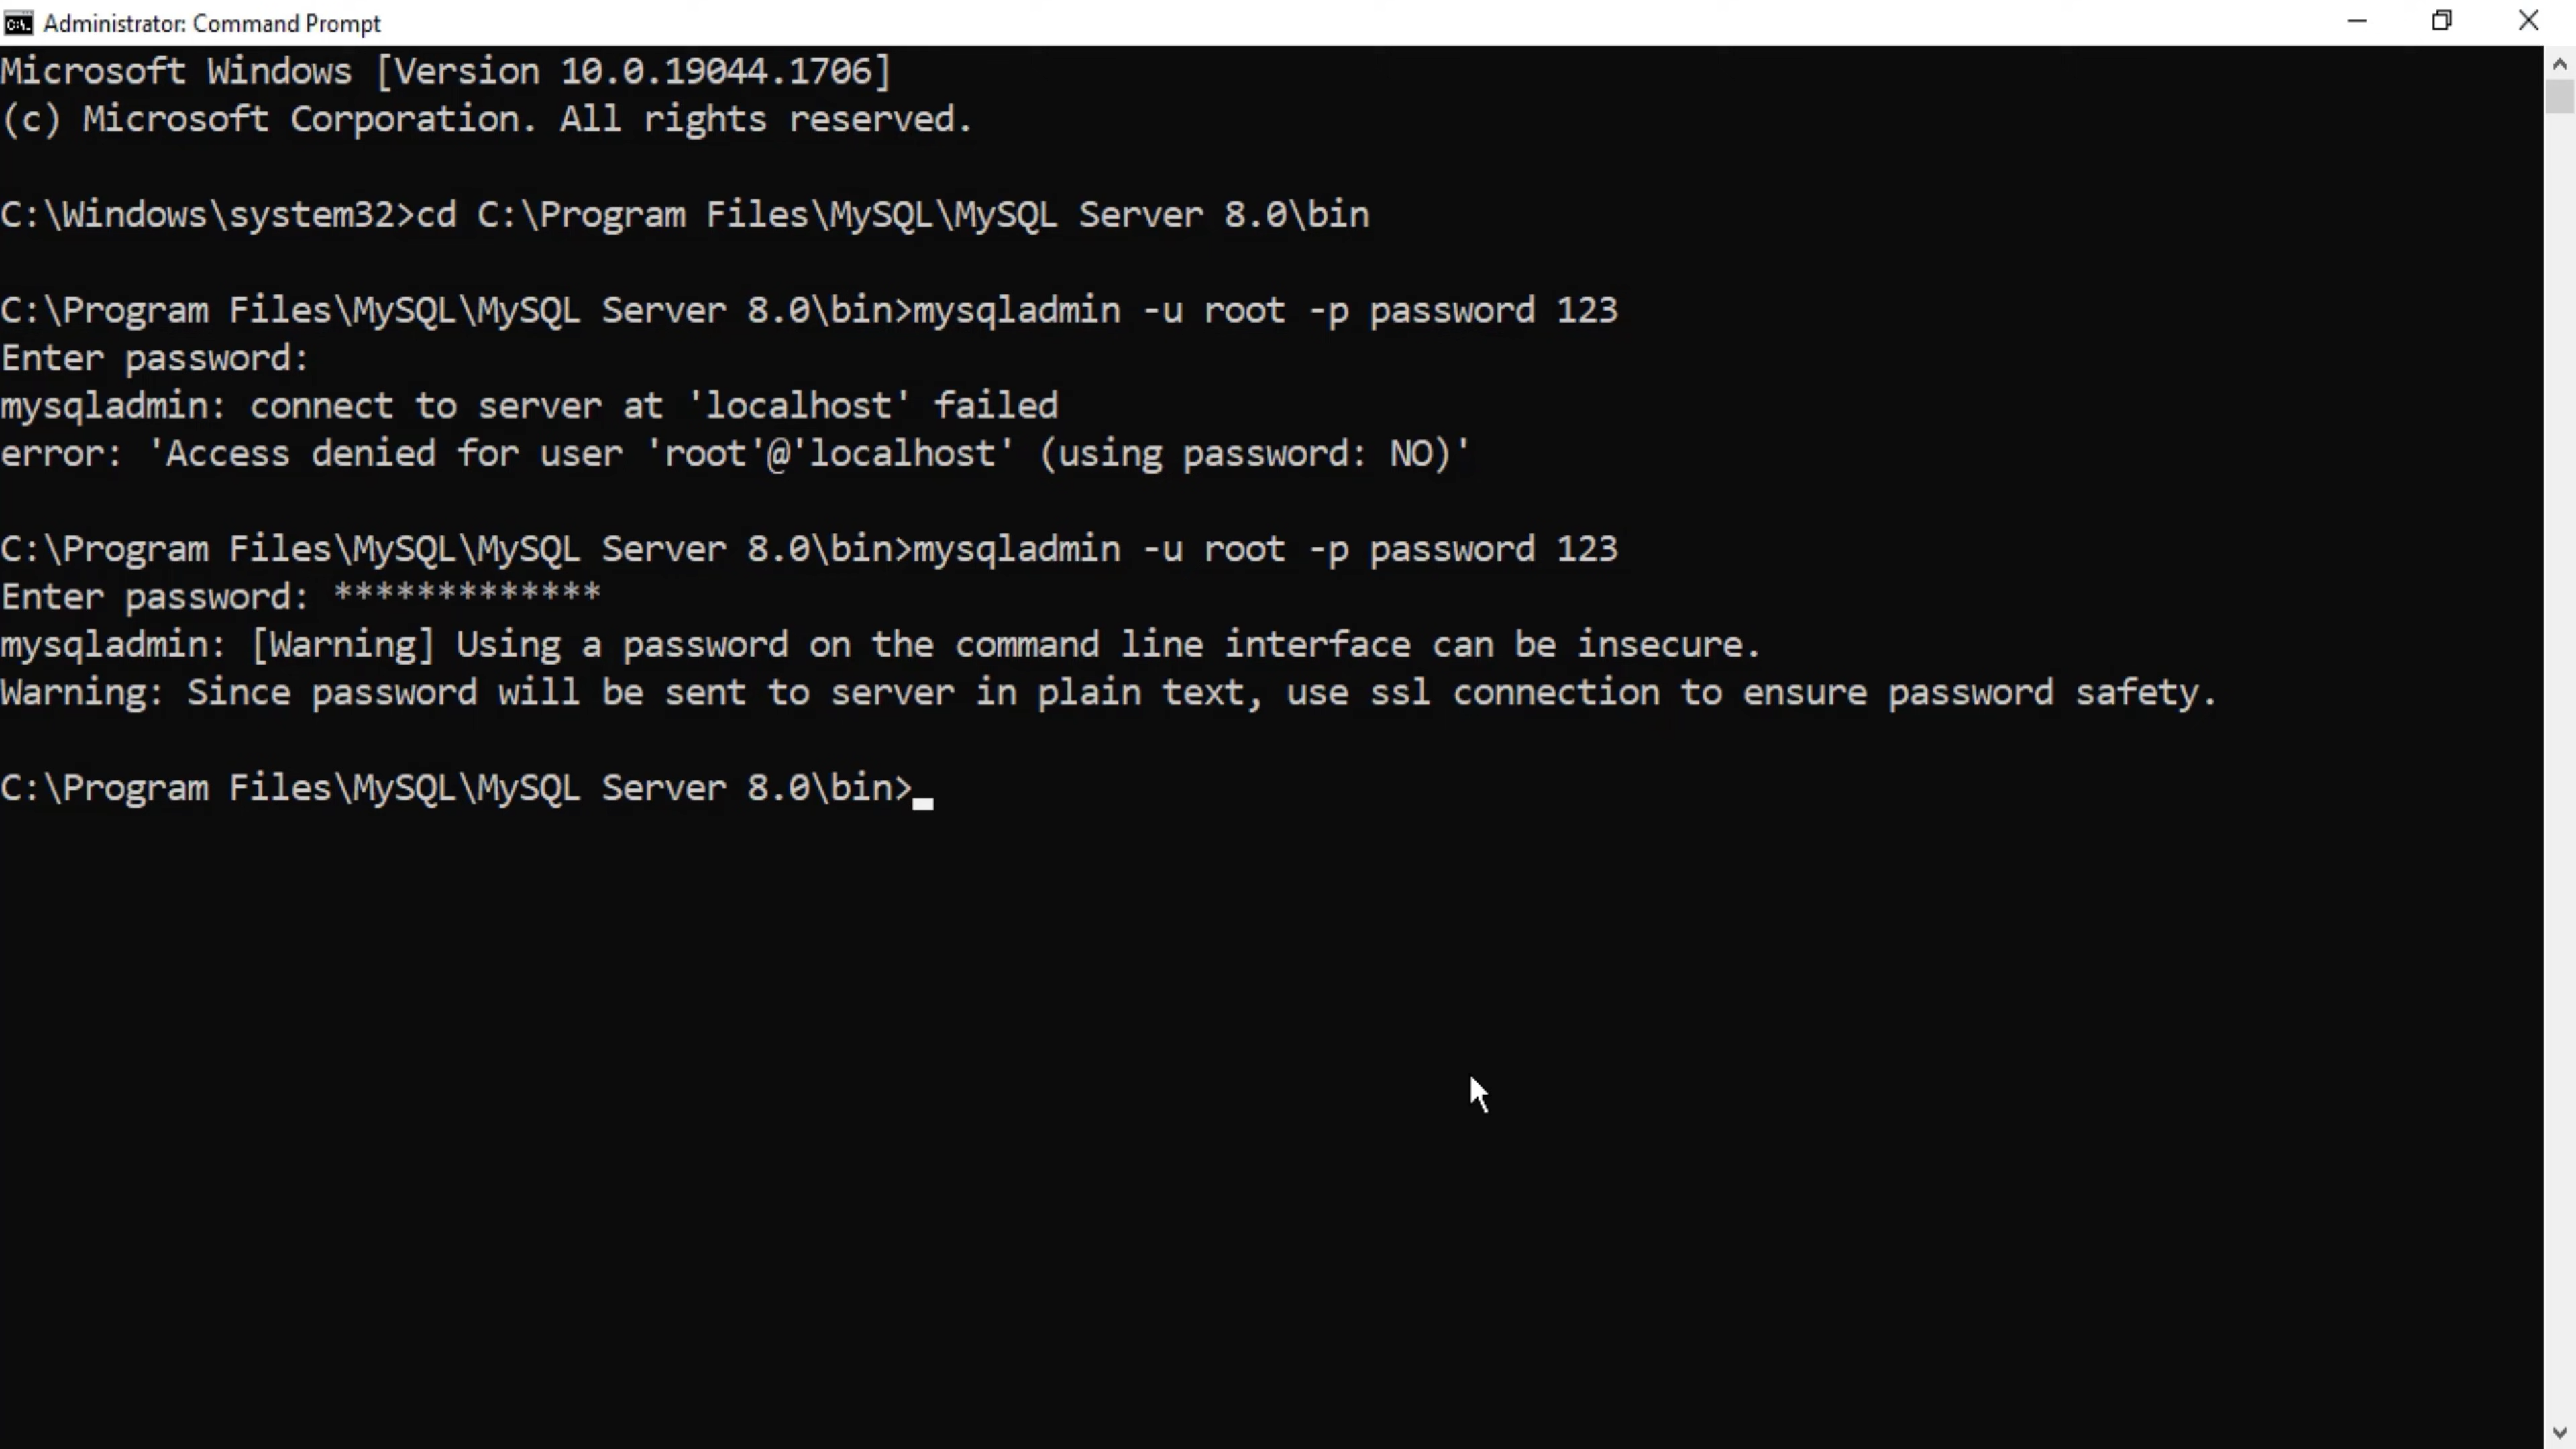 Administrator: Command Prompt
Microsoft Windows [Version 10.0.19044.1706]
(c) Microsoft Corporation. All rights reserved.
C:\Windows\system32>cd C:\Program Files\MySQL\MySQL Server 8.0\bin
C:\Program Files\MySQL\MySQL Server 8.0\bin>mysqladmin -u root -p password 123
Enter password:
mysqladmin: connect to server at 'localhost' failed
error: 'Access denied for user 'root'@'localhost' (using password: NO)'
C:\Program Files\MySQL\MySQL Server 8.0\bin>mysqladmin -u root -p password 123
Enter password: *************
mysqladmin: [Warning] Using a password on the command line interface can be insecure.
Warning: Since password will be sent to server in plain text, use ssl connection to ensure password safety.
C:\Program Files\MySQL\MySQL Server 8.0\bin>